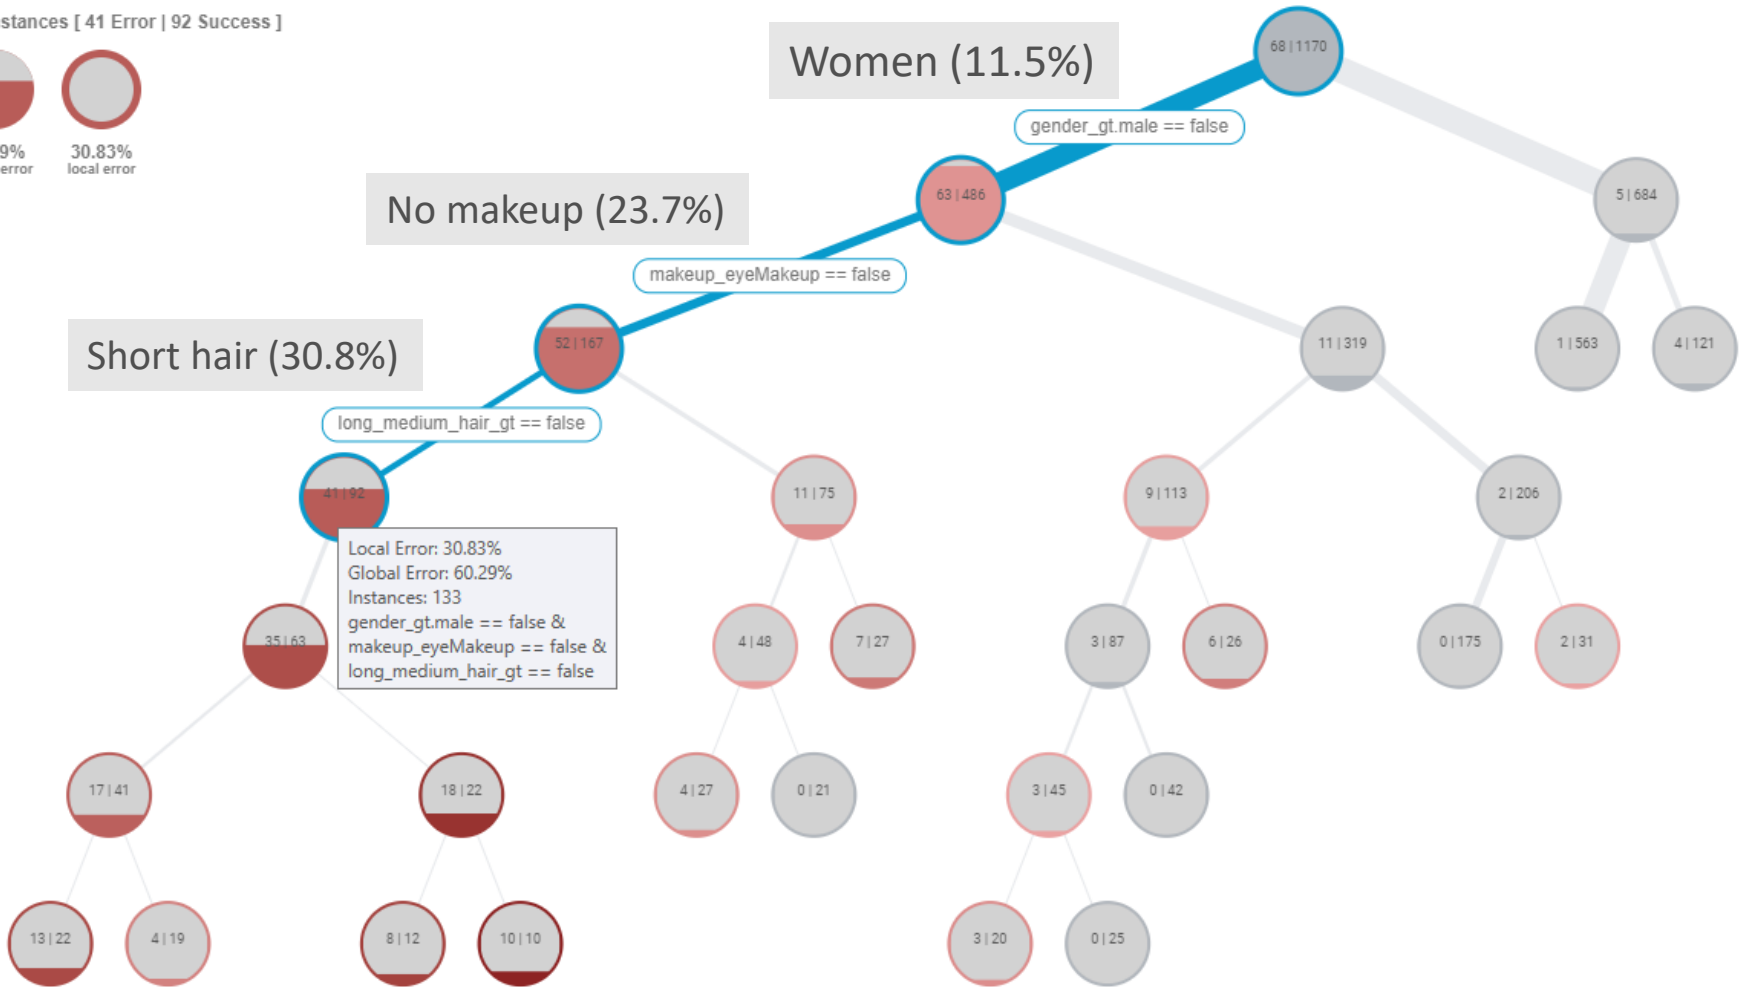 stances [ 41 Error | 92 Success ]
9%
error
30.83%
local error
Women (11.5%)
68 | 1170
gender_gt.male == false
No makeup (23.7%)
63 | 486
5 | 684
makeup_eyeMakeup == false
Short hair (30.8%)
52 | 167
11 | 319
1 | 563
4 | 121
long_medium_hair_gt == false
41 | 92
11 | 75
9 | 113
2 | 206
Local Error: 30.83%
Global Error: 60.29%
Instances: 133
gender_gt.male == false &
makeup_eyeMakeup == false &
long_medium_hair_gt == false
35 | 63
4 | 48
7 | 27
3 | 87
6 | 26
0 | 175
2 | 31
17 | 41
18 | 22
4 | 27
0 | 21
3 | 45
0 | 42
13 | 22
4 | 19
8 | 12
10 | 10
3 | 20
0 | 25